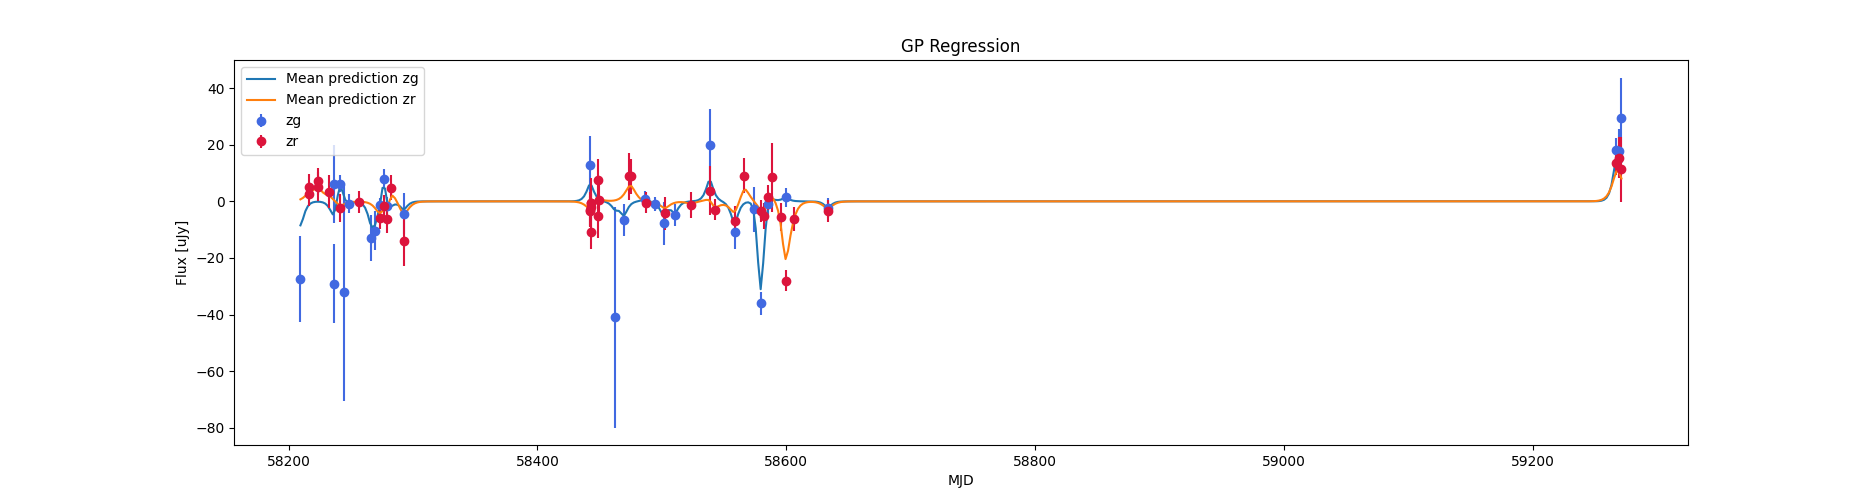 GP Regression
Mean prediction zg
Mean prediction zr
zg
zr
Flux [uJy]
40
20
0
−20
−40
−60
−80
58200
58400
58600
58800
59000
59200
MJD